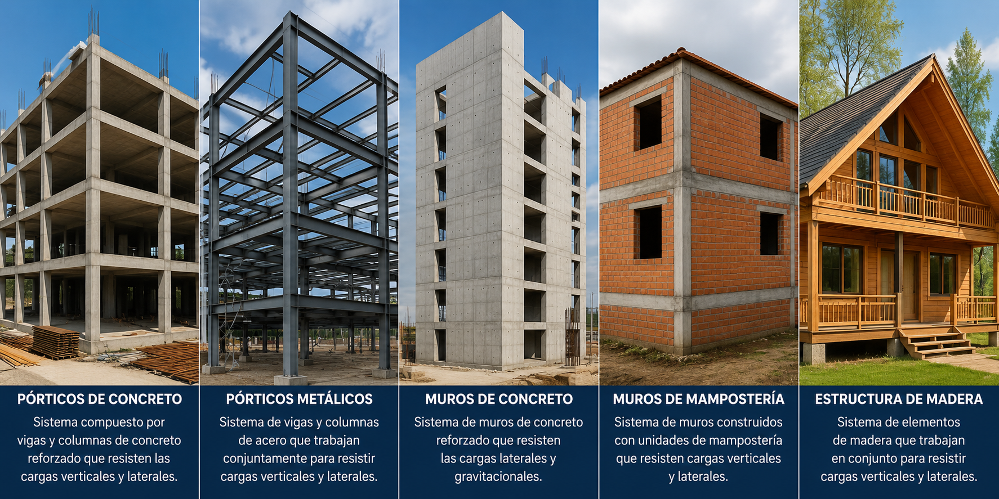 PÓRTICOS DE CONCRETO
Sistema compuesto por
vigas y columnas de concreto
reforzado que resisten las
cargas verticales y laterales.
PÓRTICOS METÁLICOS
Sistema de vigas y columnas
de acero que trabajan
conjuntamente para resistir
cargas verticales y laterales.
MUROS DE CONCRETO
Sistema de muros de concreto
reforzado que resisten
las cargas laterales y
gravitacionales.
MUROS DE MAMPOSTERÍA
Sistema de muros construidos
con unidades de mampostería
que resisten cargas verticales
y laterales.
ESTRUCTURA DE MADERA
Sistema de elementos
de madera que trabajan
en conjunto para resistir
cargas verticales y laterales.